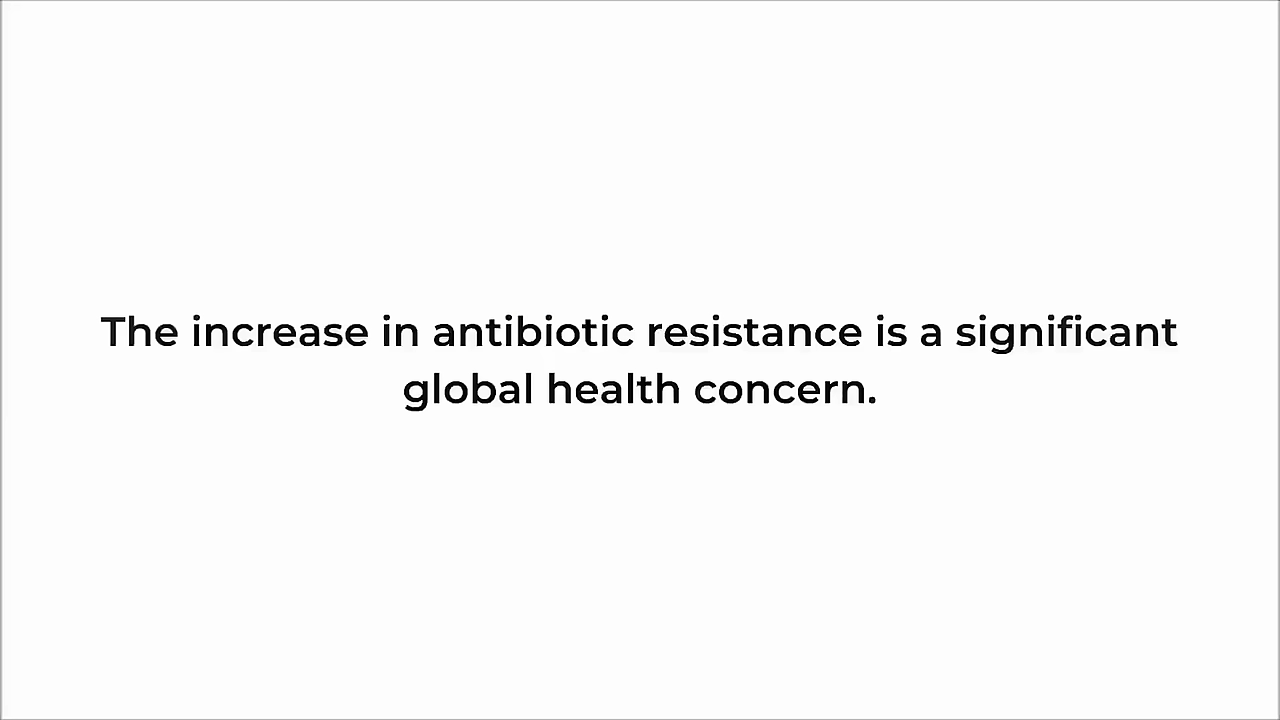 The increase in antibiotic resistance is a significant
global health concern.